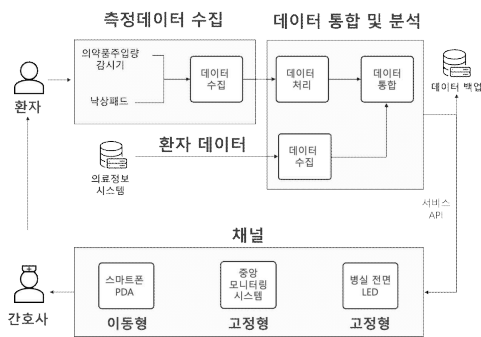 측정데이터 수집
데이터 통합 및 분석
의약품주입량
감시기
낙상패드
데이터
수집
데이터
처리
데이터
통합
데이터 백업
환자
의료정보
시스템
환자 데이터
데이터
수집
서비스
API
채널
스마트폰
PDA
이동형
중앙
모니터링
시스템
고정형
병실 전면
LED
고정형
간호사